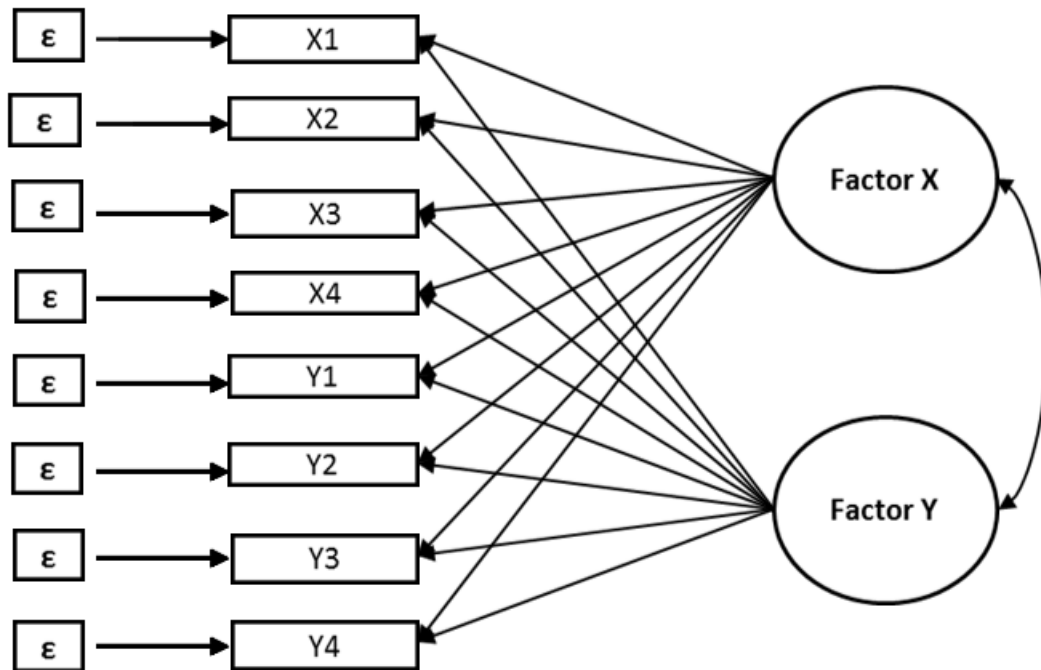 ε X1
ε X2
ε X3
ε X4
ε Y1
ε Y2
ε Y3
ε Y4
Factor X
Factor Y